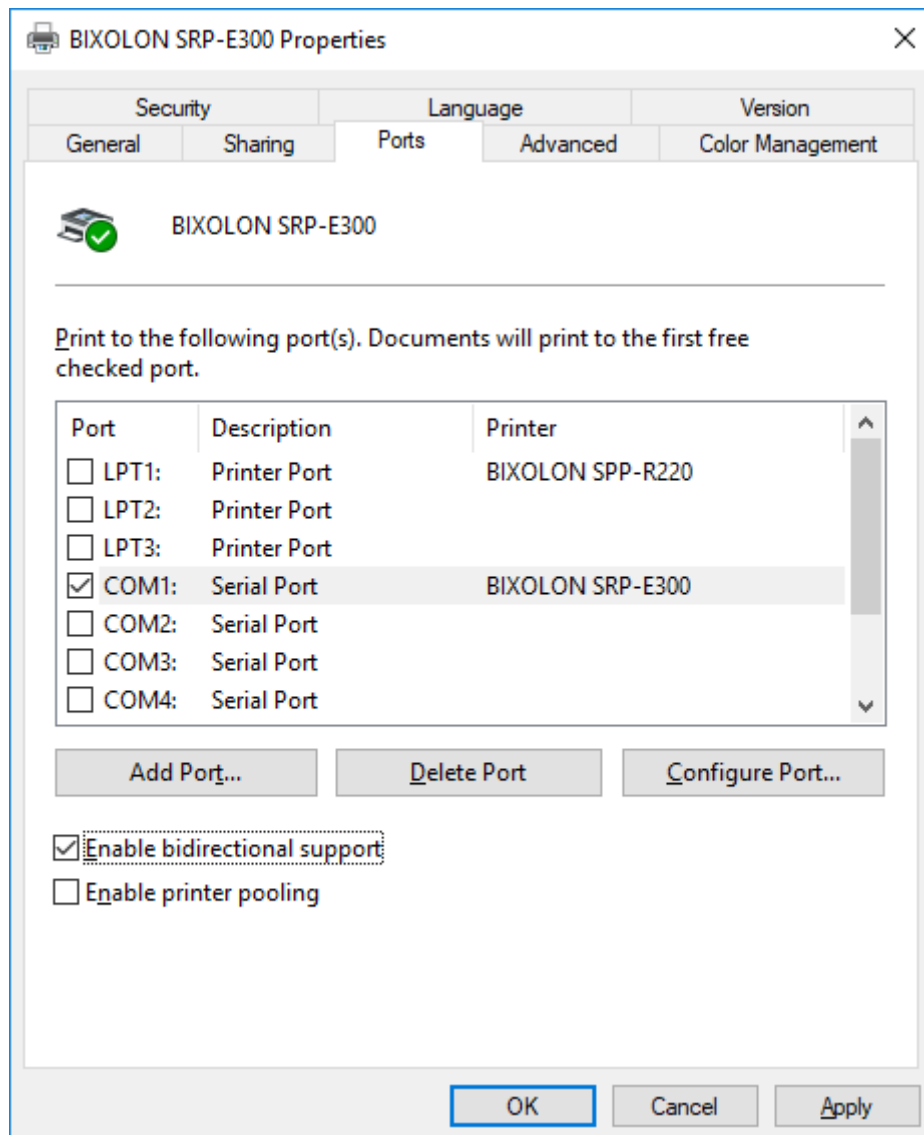 BIXOLON SRP-E300 Properties
Security Language Version
General Sharing Ports Advanced Color Management
BIXOLON SRP-E300
Print to the following port(s). Documents will print to the first free
checked port.
Port Description Printer
LPT1: Printer Port BIXOLON SPP-R220
LPT2: Printer Port
LPT3: Printer Port
COM1: Serial Port BIXOLON SRP-E300
COM2: Serial Port
COM3: Serial Port
COM4: Serial Port
Add Port... Delete Port Configure Port...
Enable bidirectional support
Enable printer pooling
OK Cancel Apply